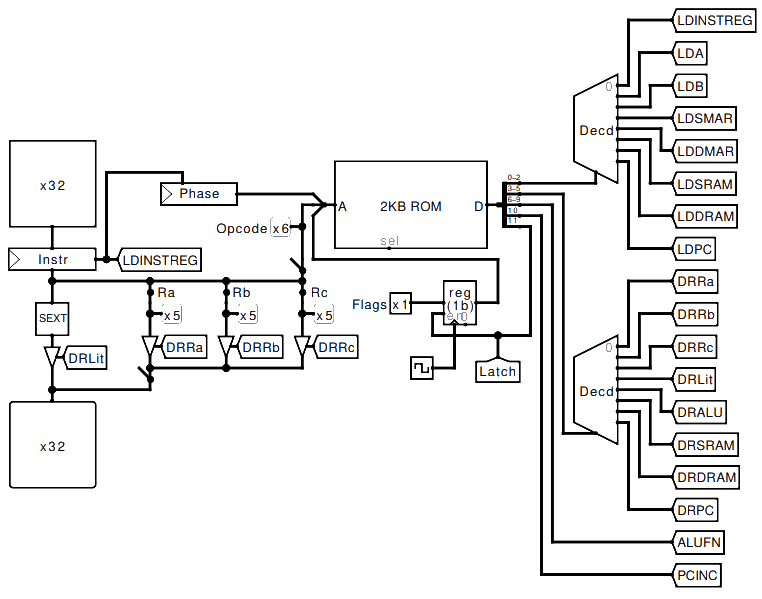 LDINSTREG
LDA
0
LDB
Decd
LDSMAR
LDDMAR
x32
0-2
LDSRAM
Phase
3-5
A
2KB ROM
D
6-9
LDDRAM
10
Opcode
x6
11
sel
LDPC
Instr
LDINSTREG
DRRa
Ra
Rb
Rc
reg
Flags
x1
(1b)
DRRb
SEXT
x5
x5
x5
en
0
DRRc
0
DRLit
DRRa
DRRb
DRRc
DRLit
Latch
Decd
DRALU
x32
DRSRAM
DRDRAM
DRPC
ALUFN
PCINC